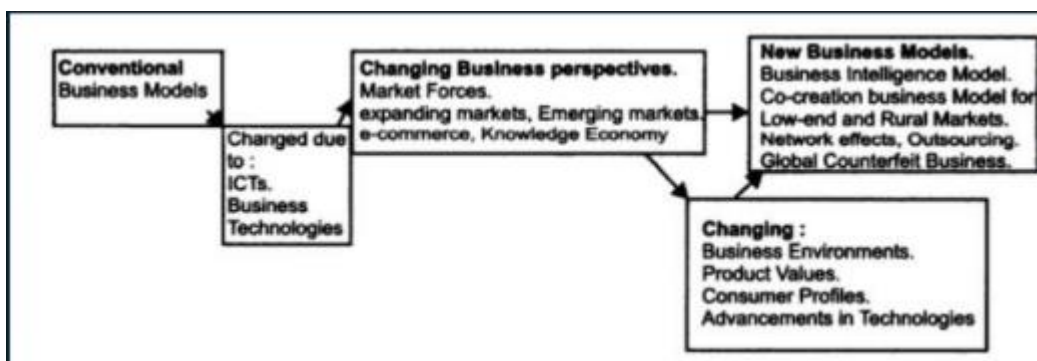 Conventional
Business Models
Changed due
to :
ICTs.
Business
Technologies
Changing Business perspectives.
Market Forces.
expanding markets, Emerging markets.
e-commerce, Knowledge Economy
New Business Models.
Business Intelligence Model.
Co-creation business Model for
Low-end and Rural Markets.
Network effects, Outsourcing.
Global Counterfeit Business.
Changing :
Business Environments.
Product Values.
Consumer Profiles.
Advancements in Technologies